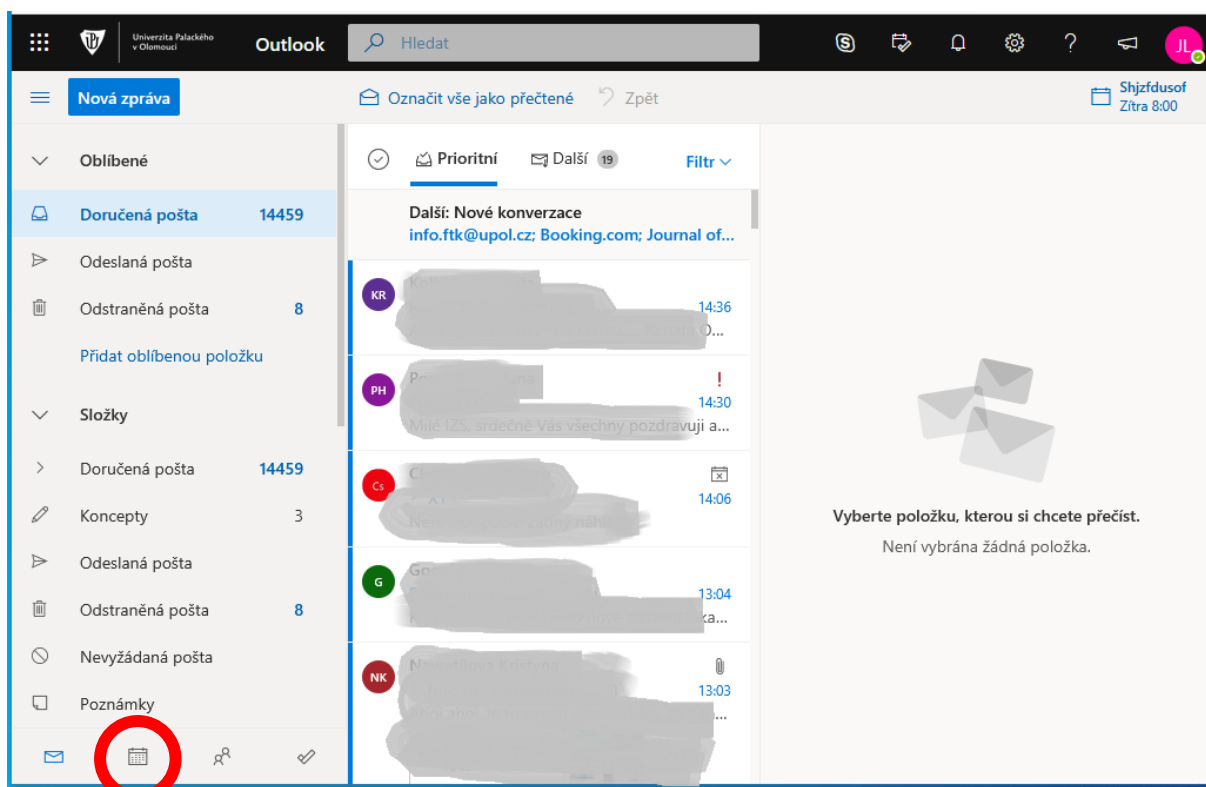 Univerzita Palackého
v Olomouci
Outlook
Hledat
JL
Nová zpráva
Označit vše jako přečtené
Zpět
Shjzfdusof
Zítra 8:00
Oblíbené
Doručená pošta 14459
Odeslaná pošta
Odstraněná pošta 8
Přidat oblíbenou položku
Složky
Doručená pošta 14459
Koncepty 3
Odeslaná pošta
Odstraněná pošta 8
Nevyžádaná pošta
Poznámky
Prioritní
Další 19
Filtr
Další: Nové konverzace
info.ftk@upol.cz; Booking.com; Journal of...
KR
14:36
O...
PH
!
14:30
Milé IZS, srdečně Vás všechny pozdravuji a...
Cs
14:06
G
13:04
ka...
NK
13:03
...
Vyberte položku, kterou si chcete přečíst.
Není vybrána žádná položka.